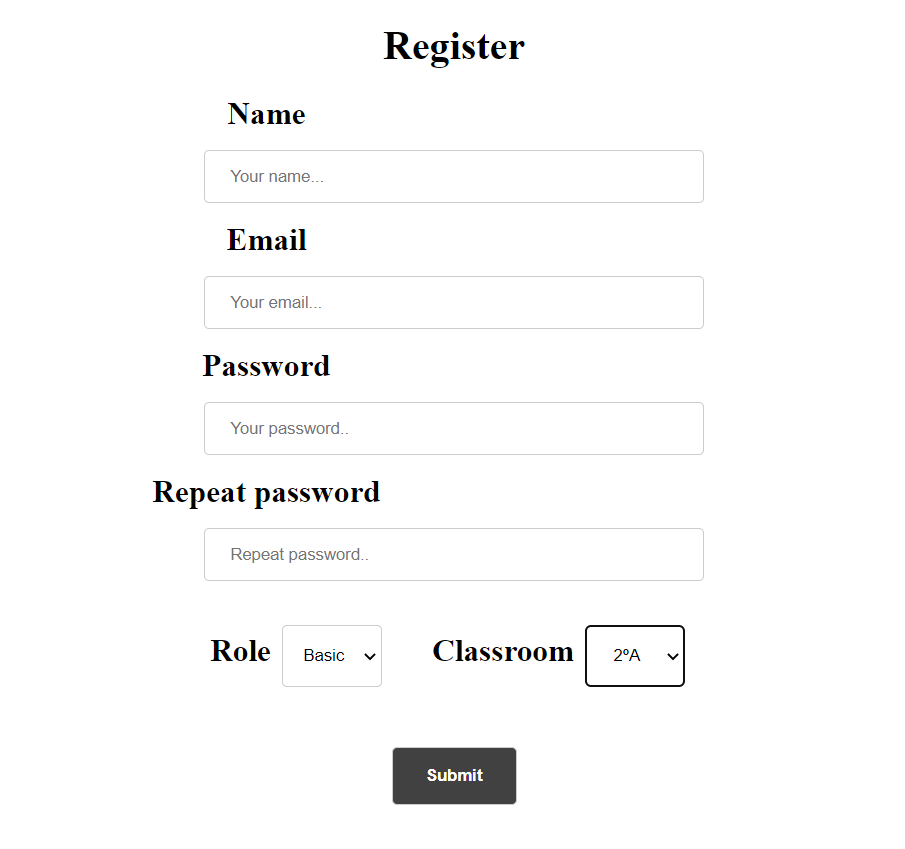 Register
Name
Your name...
Email
Your email...
Password
Your password..
Repeat password
Repeat password..
Role Basic Classroom 2ºA
Submit